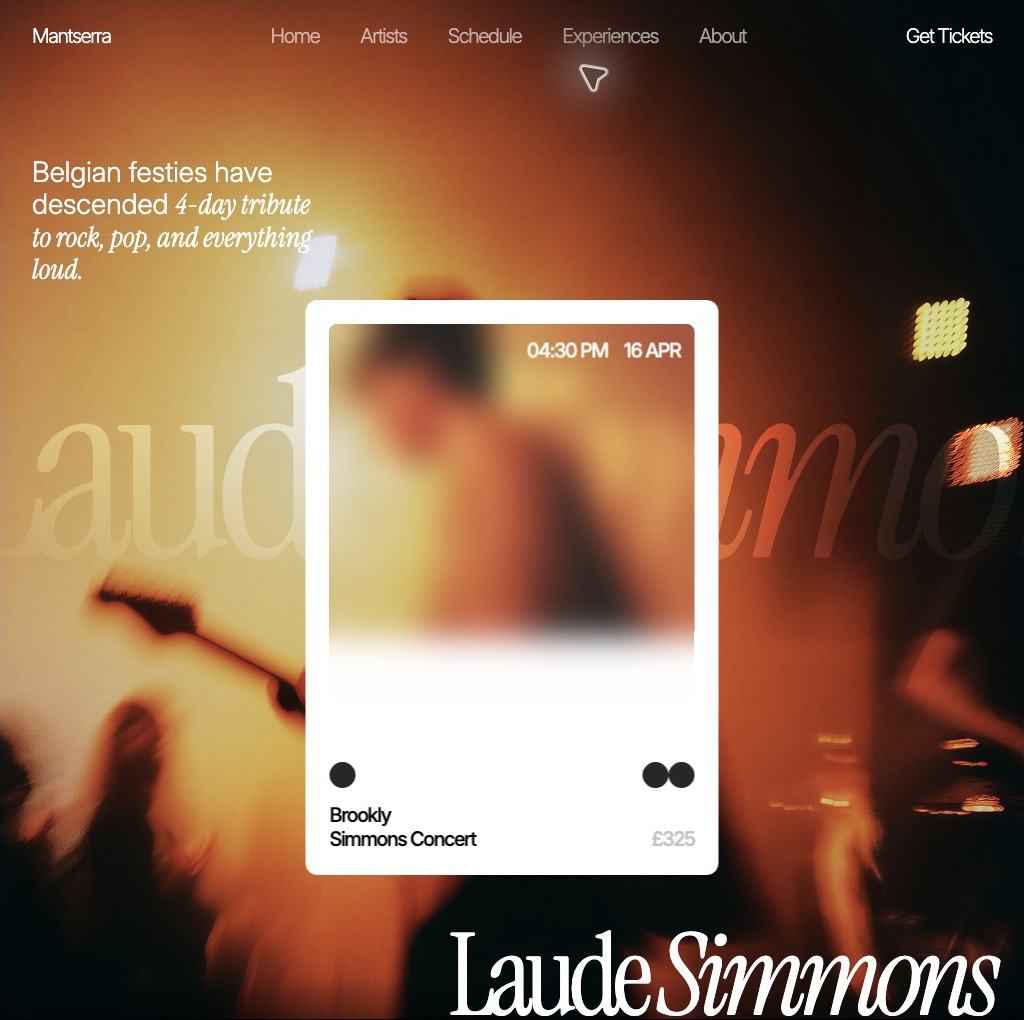 Mantserra Home Artists Schedule Experiences About Get Tickets
Belgian festies have
descended 4-day tribute
to rock, pop, and everything
loud.
04:30 PM 16 APR
Brookly
Simmons Concert £325
Laude Simmons